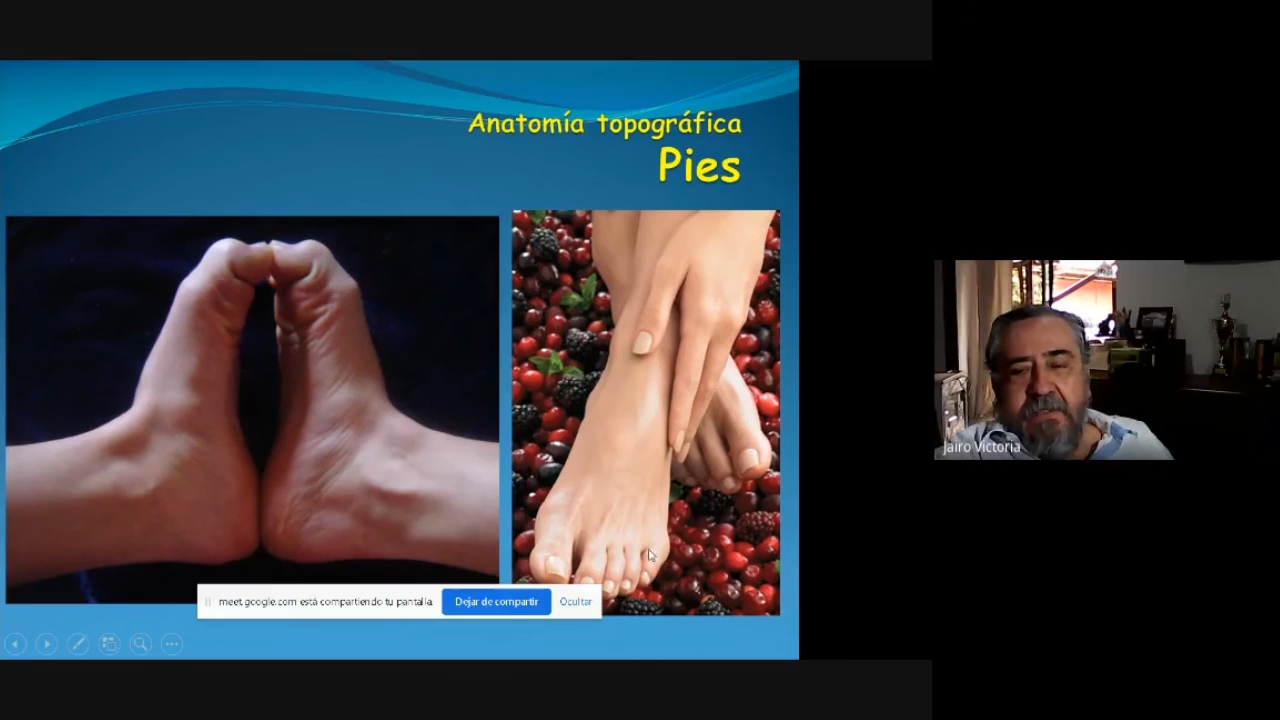 Anatomía topográfica
Pies
meet.google.com está compartiendo tu pantalla.
Dejar de compartir
Ocultar
Jairo Victoria